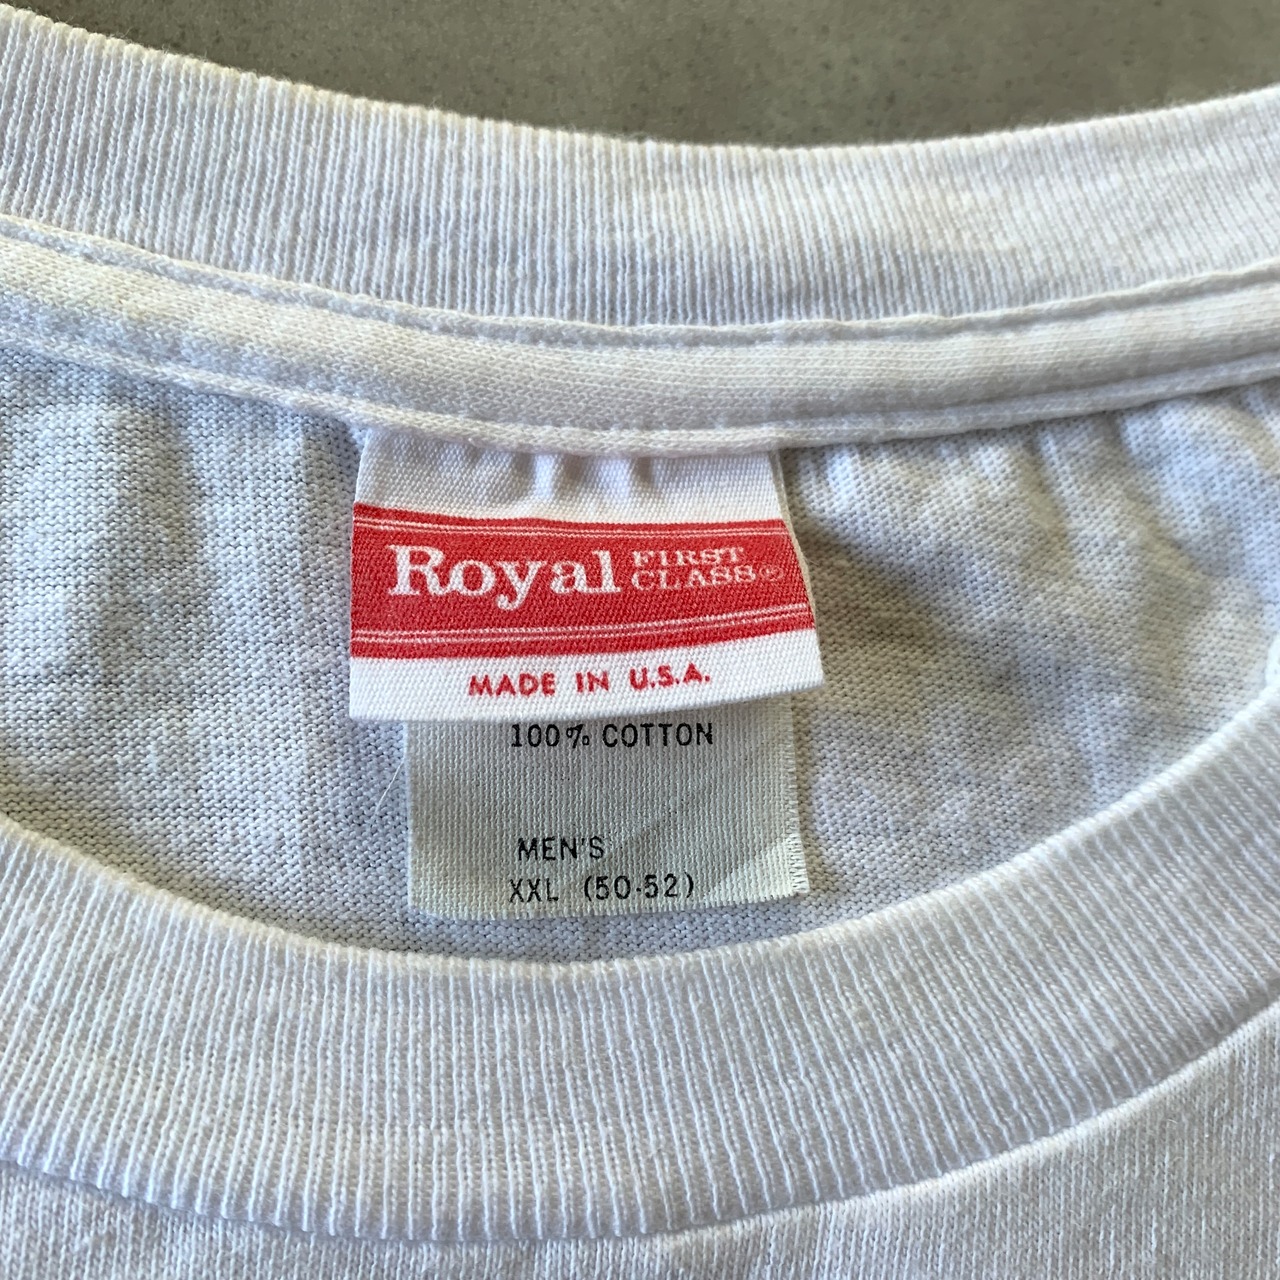 Royal FIRST CLASS®
MADE IN U.S.A.
100% COTTON
MEN'S
XXL (50-52)